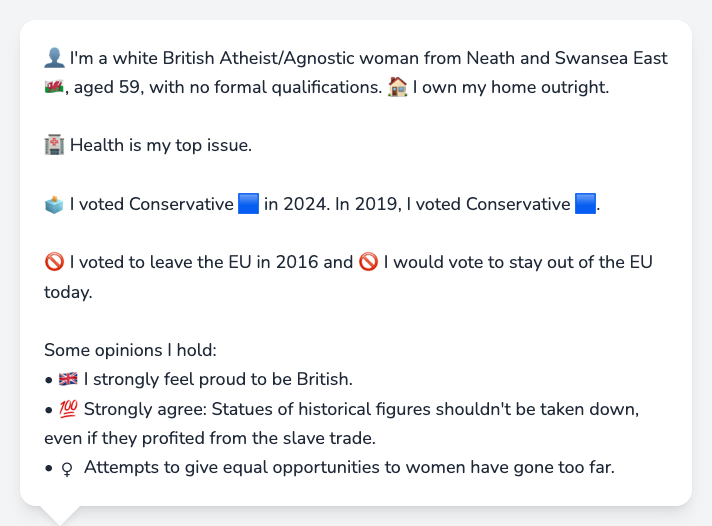 👤 I'm a white British Atheist/Agnostic woman from Neath and Swansea East
🏴󠁧󠁢󠁷󠁬󠁳󠁿, aged 59, with no formal qualifications. 🏠 I own my home outright.
🏥 Health is my top issue.
🗳️ I voted Conservative 🟦 in 2024. In 2019, I voted Conservative 🟦.
🚫 I voted to leave the EU in 2016 and 🚫 I would vote to stay out of the EU
today.
Some opinions I hold:
• 🇬🇧 I strongly feel proud to be British.
• 💯 Strongly agree: Statues of historical figures shouldn't be taken down,
even if they profited from the slave trade.
• ♀ Attempts to give equal opportunities to women have gone too far.